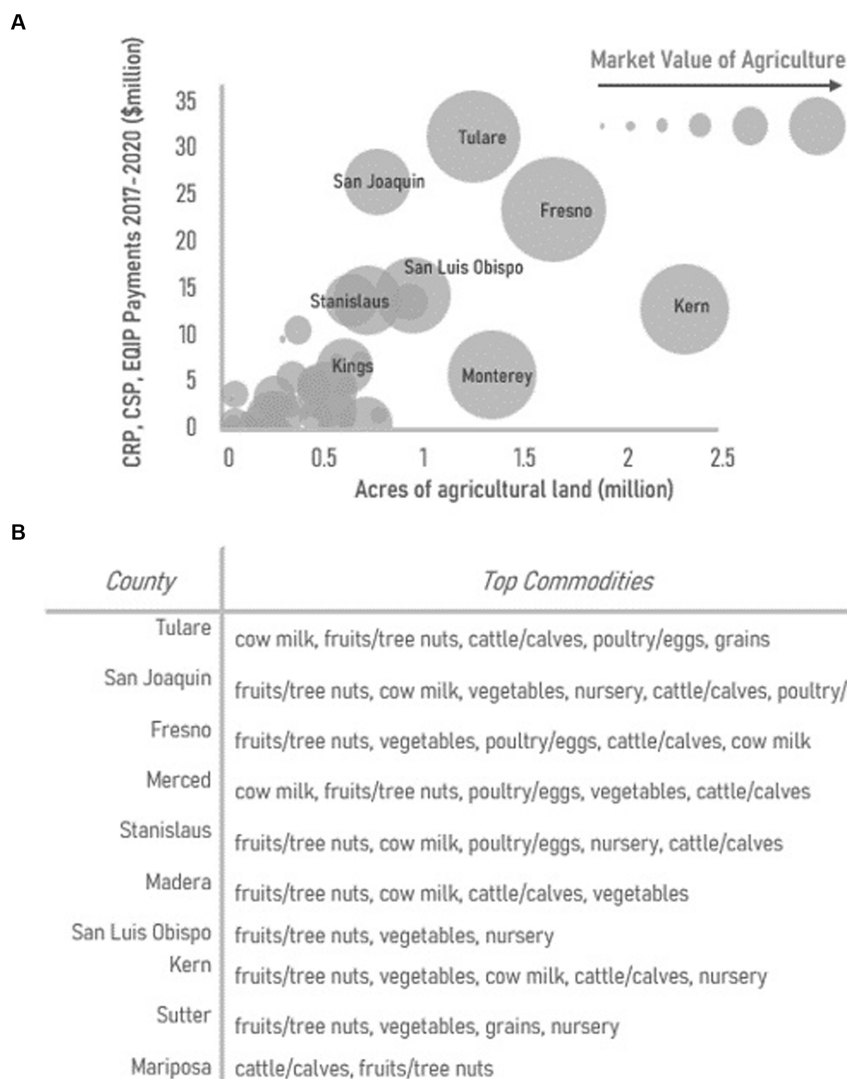 A
Market Value of Agriculture
CRP, CSP, EQIP Payments 2017-2020 ($million)
35
30
25
20
15
10
5
0
Tulare
San Joaquin
Fresno
San Luis Obispo
Stanislaus
Kern
Kings
Monterey
0 0.5 1 1.5 2 2.5
Acres of agricultural land (million)
B
County Top Commodities
Tulare cow milk, fruits/tree nuts, cattle/calves, poultry/eggs, grains
San Joaquin fruits/tree nuts, cow milk, vegetables, nursery, cattle/calves, poultry/
Fresno fruits/tree nuts, vegetables, poultry/eggs, cattle/calves, cow milk
Merced cow milk, fruits/tree nuts, poultry/eggs, vegetables, cattle/calves
Stanislaus fruits/tree nuts, cow milk, poultry/eggs, nursery, cattle/calves
Madera fruits/tree nuts, cow milk, cattle/calves, vegetables
San Luis Obispo fruits/tree nuts, vegetables, nursery
Kern fruits/tree nuts, vegetables, cow milk, cattle/calves, nursery
Sutter fruits/tree nuts, vegetables, grains, nursery
Mariposa cattle/calves, fruits/tree nuts